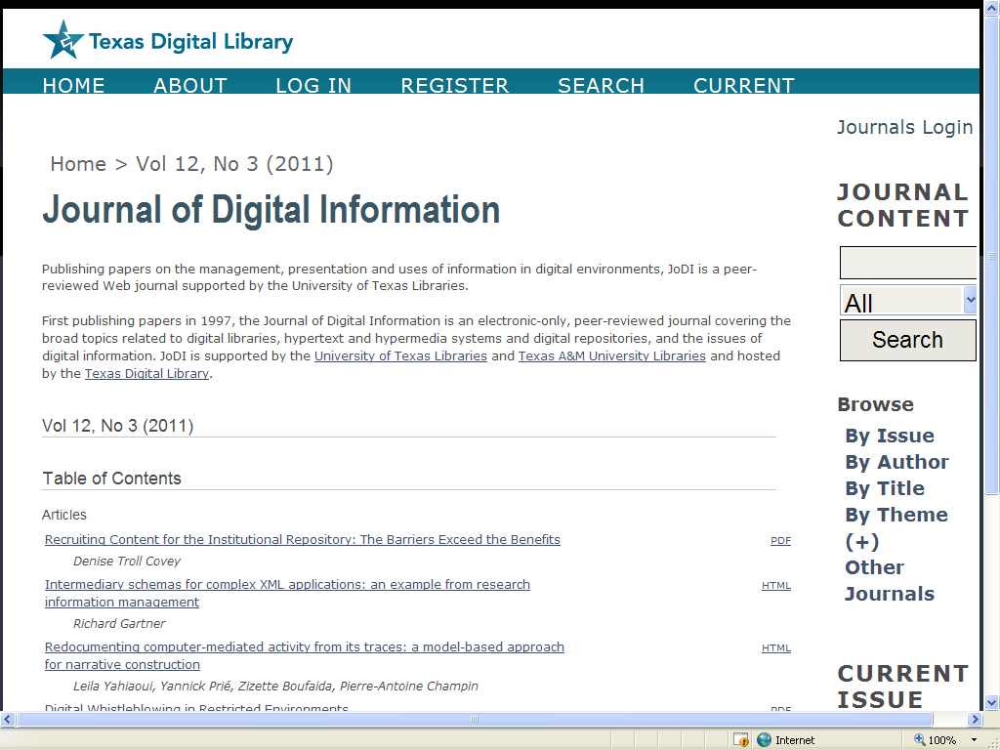 Texas Digital Library
HOME ABOUT LOG IN REGISTER SEARCH CURRENT
Journals Login
Home > Vol 12, No 3 (2011)
Journal of Digital Information
Publishing papers on the management, presentation and uses of information in digital environments, JoDI is a peer-
reviewed Web journal supported by the University of Texas Libraries.
First publishing papers in 1997, the Journal of Digital Information is an electronic-only, peer-reviewed journal covering the
broad topics related to digital libraries, hypertext and hypermedia systems and digital repositories, and the issues of
digital information. JoDI is supported by the University of Texas Libraries and Texas A&M University Libraries and hosted
by the Texas Digital Library.
Vol 12, No 3 (2011)
Table of Contents
Articles
Recruiting Content for the Institutional Repository: The Barriers Exceed the Benefits PDF
Denise Troll Covey
Intermediary schemas for complex XML applications: an example from research HTML
information management
Richard Gartner
Redocumenting computer-mediated activity from its traces: a model-based approach HTML
for narrative construction
Leila Yahiaoui, Yannick Prié, Zizette Boufaida, Pierre-Antoine Champin
Digital Whistleblowing in Restricted Environments PDF
JOURNAL
CONTENT
All
Search
Browse
By Issue
By Author
By Title
By Theme
(+)
Other
Journals
CURRENT
ISSUE
Internet 100%